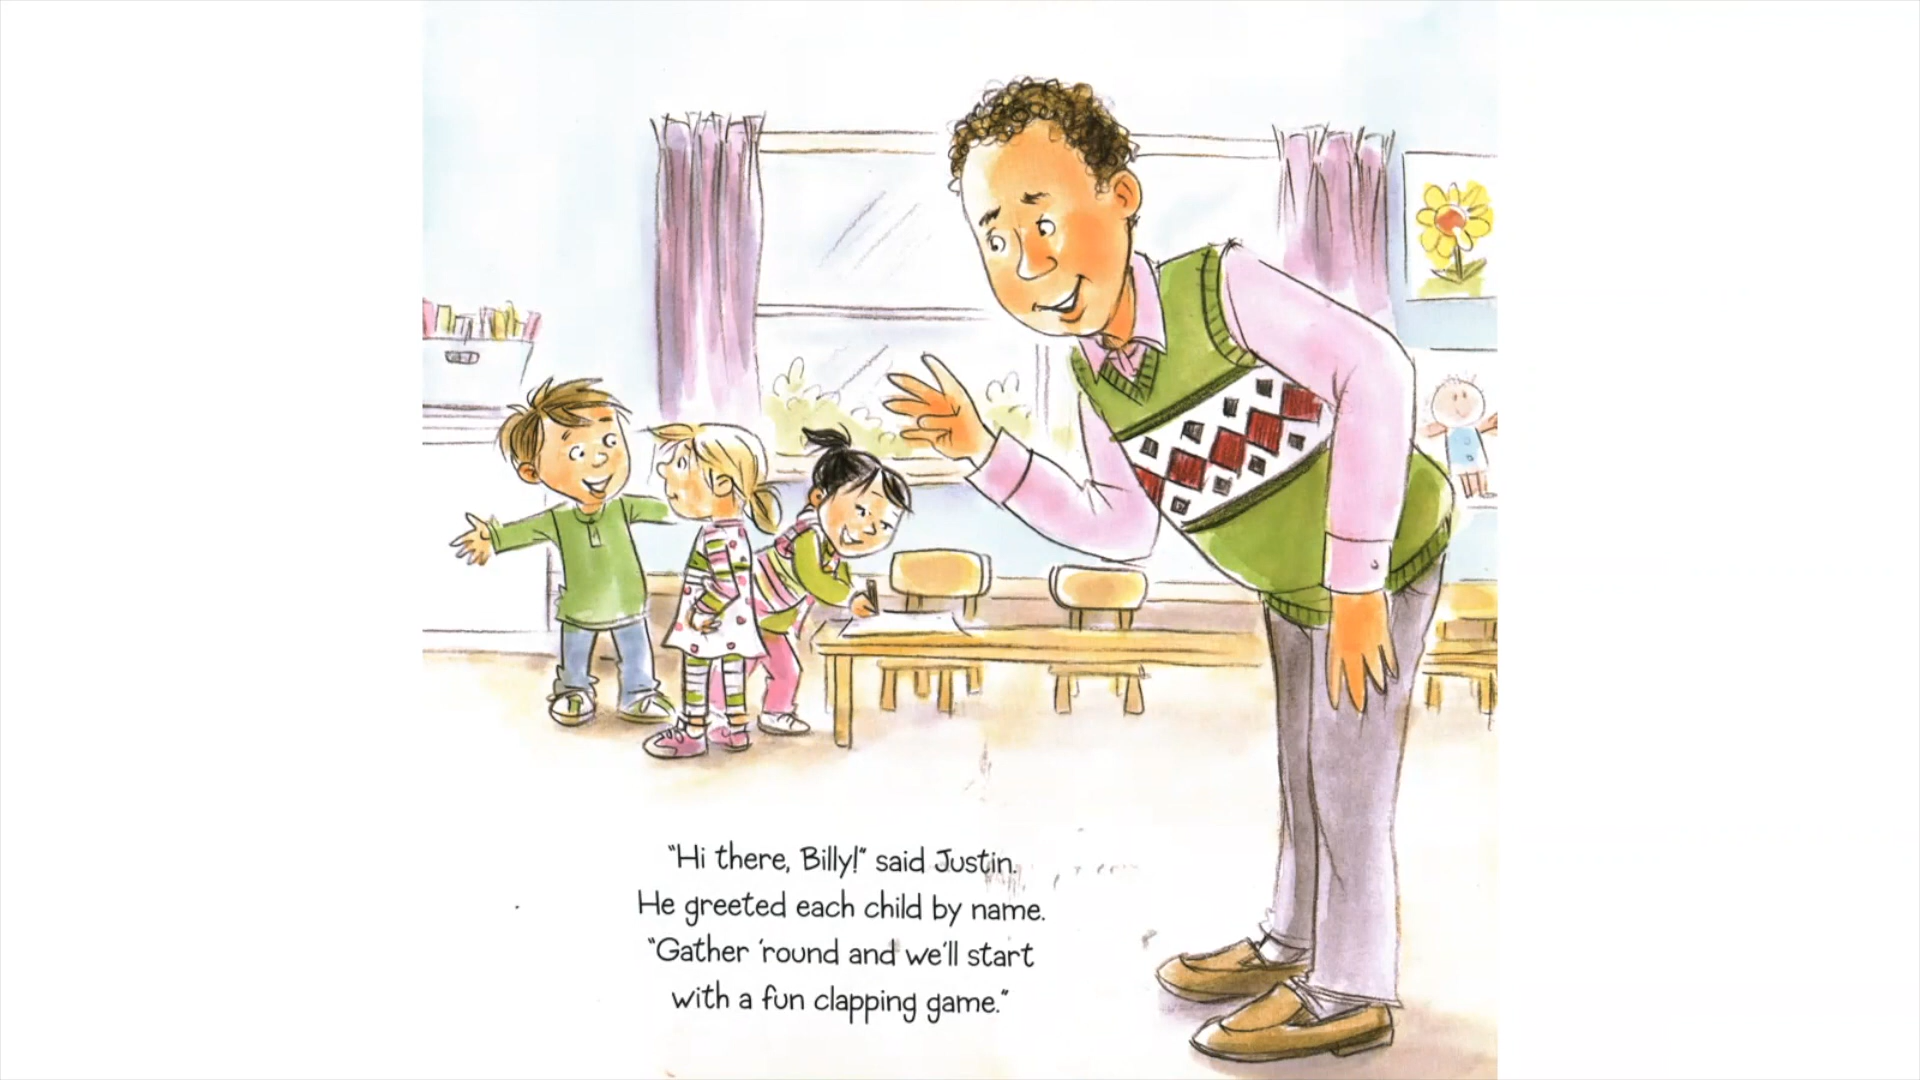 "Hi there, Billy!" said Justin.
He greeted each child by name.
"Gather 'round and we'll start
with a fun clapping game."